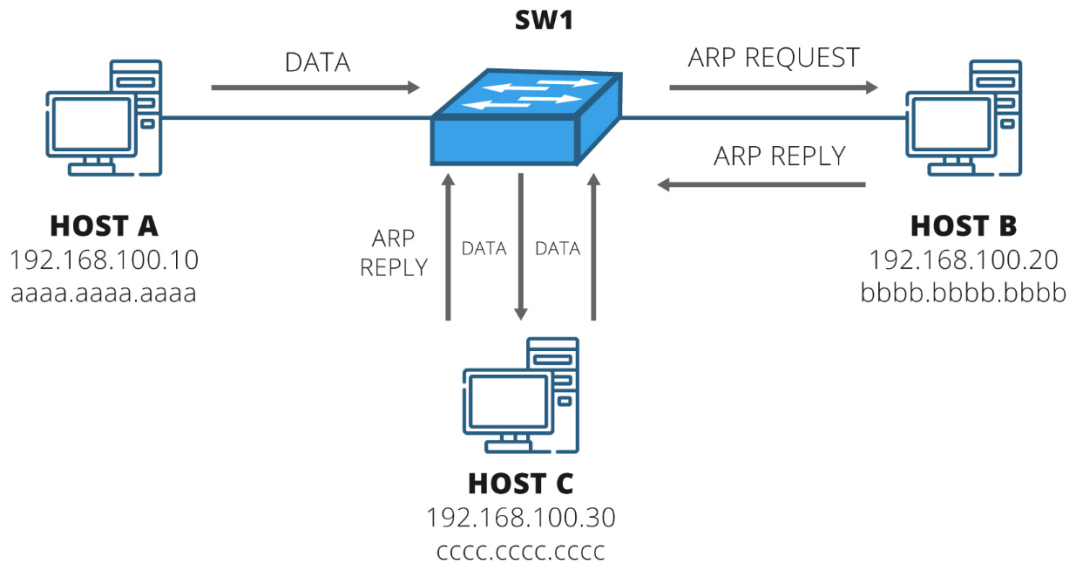 SW1
DATA
ARP REQUEST
ARP REPLY
HOST A
192.168.100.10
aaaa.aaaa.aaaa
ARP
REPLY
DATA
DATA
HOST B
192.168.100.20
bbbb.bbbb.bbbb
HOST C
192.168.100.30
cccc.cccc.cccc